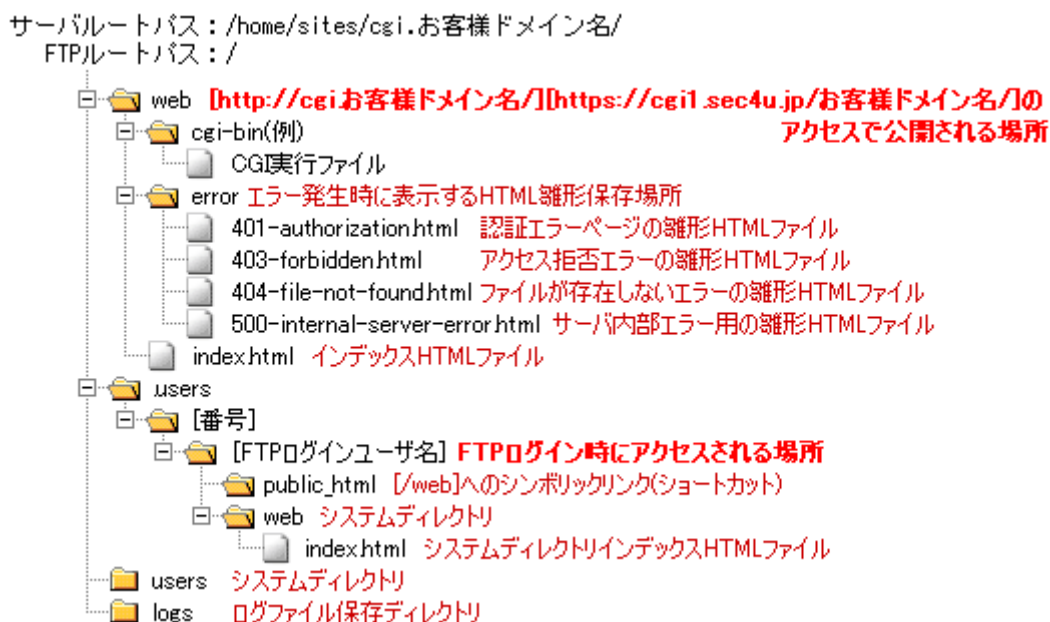 サーバルートパス：/home/sites/cgi.お客様ドメイン名/
FTPルートパス：/
web [http://cgi.お客様ドメイン名/][https://cgi1.sec4u.jp/お客様ドメイン名/]の
アクセスで公開される場所
cgi-bin(例)
CGI実行ファイル
error エラー発生時に表示するHTML雛形保存場所
401-authorization.html 認証エラーページの雛形HTMLファイル
403-forbidden.html アクセス拒否エラーの雛形HTMLファイル
404-file-not-found.html ファイルが存在しないエラーの雛形HTMLファイル
500-internal-server-error.html サーバ内部エラー用の雛形HTMLファイル
index.html インデックスHTMLファイル
.users
[番号]
[FTPログインユーザ名] FTPログイン時にアクセスされる場所
public_html [/web]へのシンボリックリンク(ショートカット)
web システムディレクトリ
index.html システムディレクトリインデックスHTMLファイル
users システムディレクトリ
logs ログファイル保存ディレクトリ